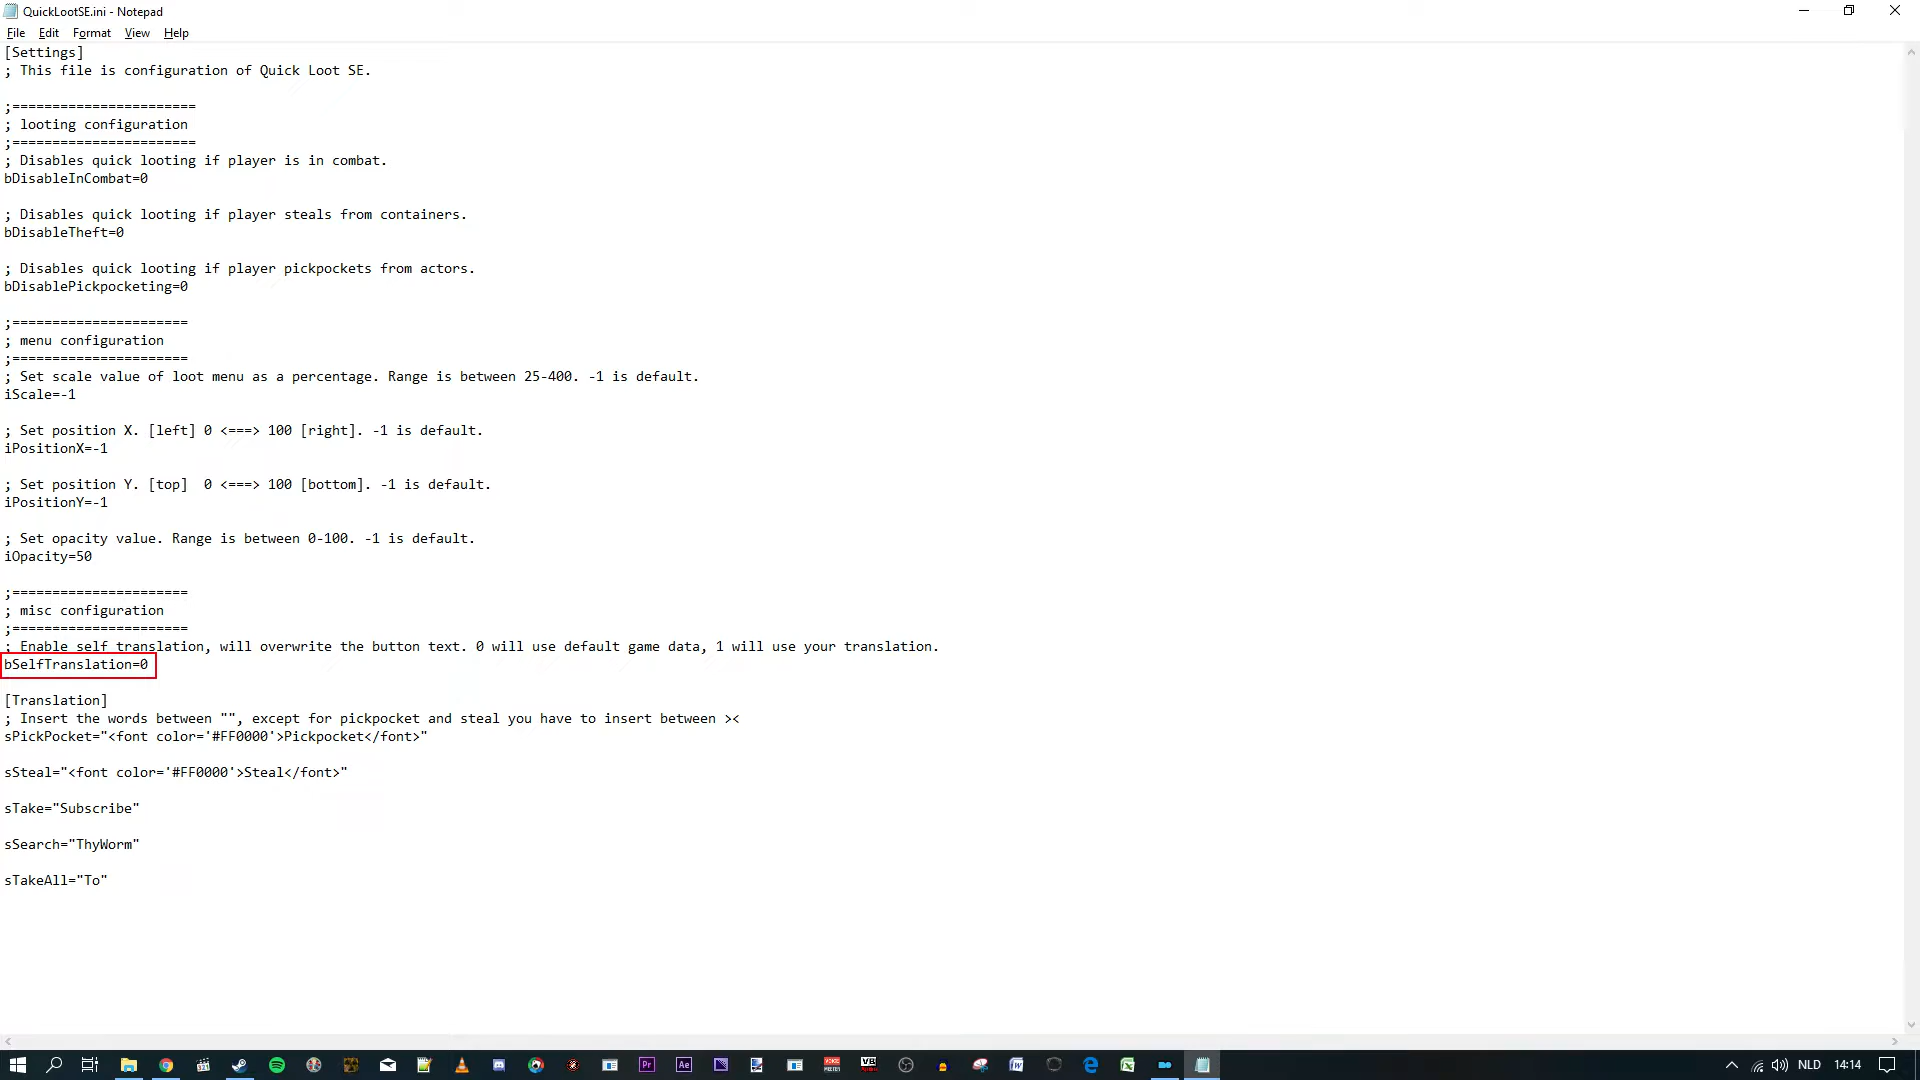 QuickLootSE.ini - Notepad
File Edit Format View Help
[Settings]
; This file is configuration of Quick Loot SE.
;=======================
; looting configuration
;=======================
; Disables quick looting if player is in combat.
bDisableInCombat=0
; Disables quick looting if player steals from containers.
bDisableTheft=0
; Disables quick looting if player pickpockets from actors.
bDisablePickpocketing=0
;======================
; menu configuration
;======================
; Set scale value of loot menu as a percentage. Range is between 25-400. -1 is default.
iScale=-1
; Set position X. [left] 0 <===> 100 [right]. -1 is default.
iPositionX=-1
; Set position Y. [top]  0 <===> 100 [bottom]. -1 is default.
iPositionY=-1
; Set opacity value. Range is between 0-100. -1 is default.
iOpacity=50
;======================
; misc configuration
;======================
; Enable self translation, will overwrite the button text. 0 will use default game data, 1 will use your translation.
bSelfTranslation=0
[Translation]
; Insert the words between "", except for pickpocket and steal you have to insert between ><
sPickPocket="<font color='#FF0000'>Pickpocket</font>"
sSteal="<font color='#FF0000'>Steal</font>"
sTake="Subscribe"
sSearch="ThyWorm"
sTakeAll="To"
321 Pr Ae VB NLD 14:14